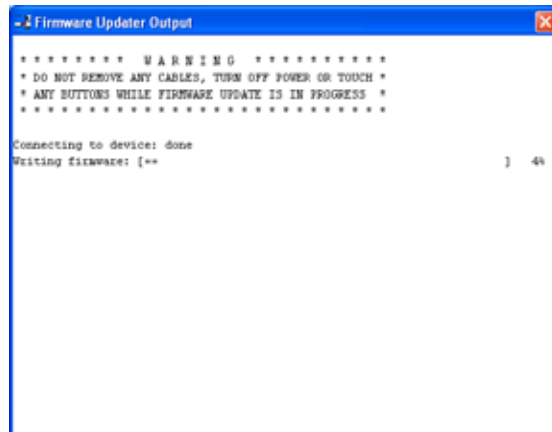 Firmware Updater Output
* * * * * * * * W A R N I N G * * * * * * * * * *
* DO NOT REMOVE ANY CABLES, TURN OFF POWER OR TOUCH *
* ANY BUTTONS WHILE FIRMWARE UPDATE IS IN PROGRESS *
* * * * * * * * * * * * * * * * * * * * * * * * * * *
Connecting to device: done
Writing firmware: [** ] 4%